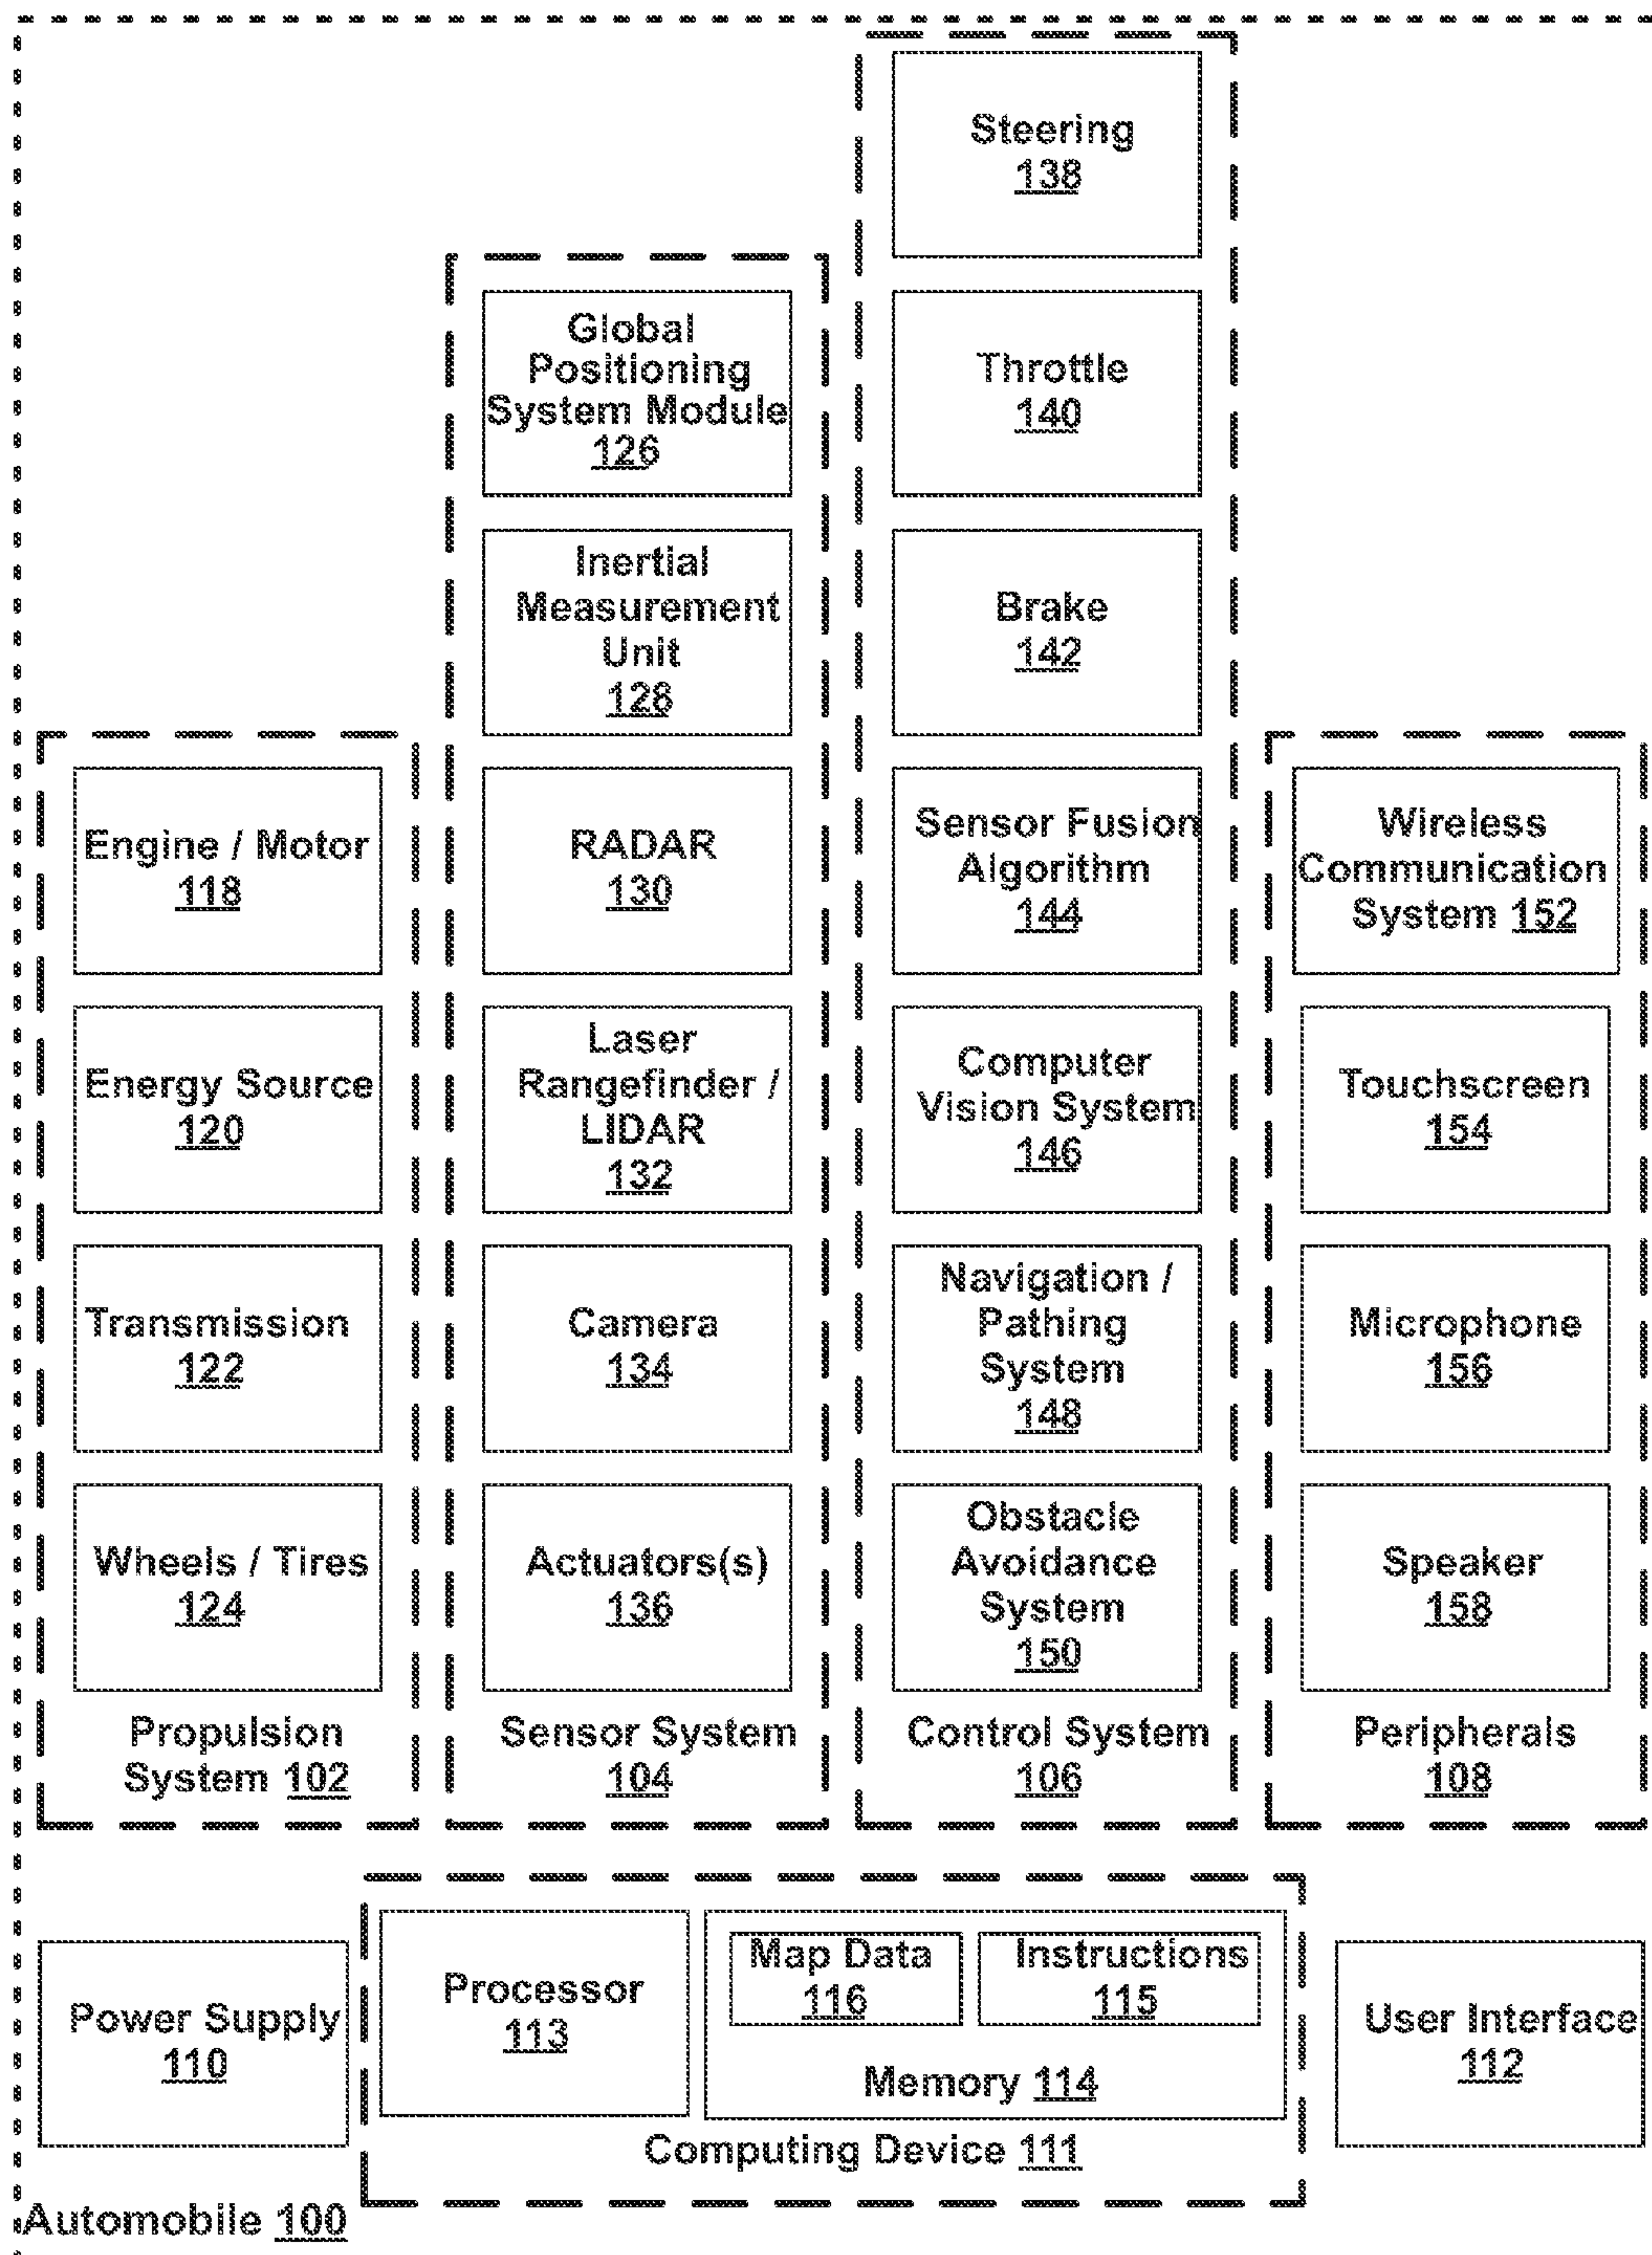 Steering
138
Throttle
140
Brake
142
Sensor Fusion
Algorithm
144
Computer
Vision System
146
Navigation /
Pathing
System
148
Obstacle
Avoidance
System
150
Control System
106
Global
Positioning
System Module
126
Inertial
Measurement
Unit
128
RADAR
130
Laser
Rangefinder /
LIDAR
132
Camera
134
Actuators(s)
136
Sensor System
104
Engine / Motor
118
Energy Source
120
Transmission
122
Wheels / Tires
124
Propulsion
System 102
Wireless
Communication
System 152
Touchscreen
154
Microphone
156
Speaker
158
Peripherals
108
Power Supply
110
Processor
113
Map Data
116
Instructions
115
Memory 114
Computing Device 111
User Interface
112
Automobile 100